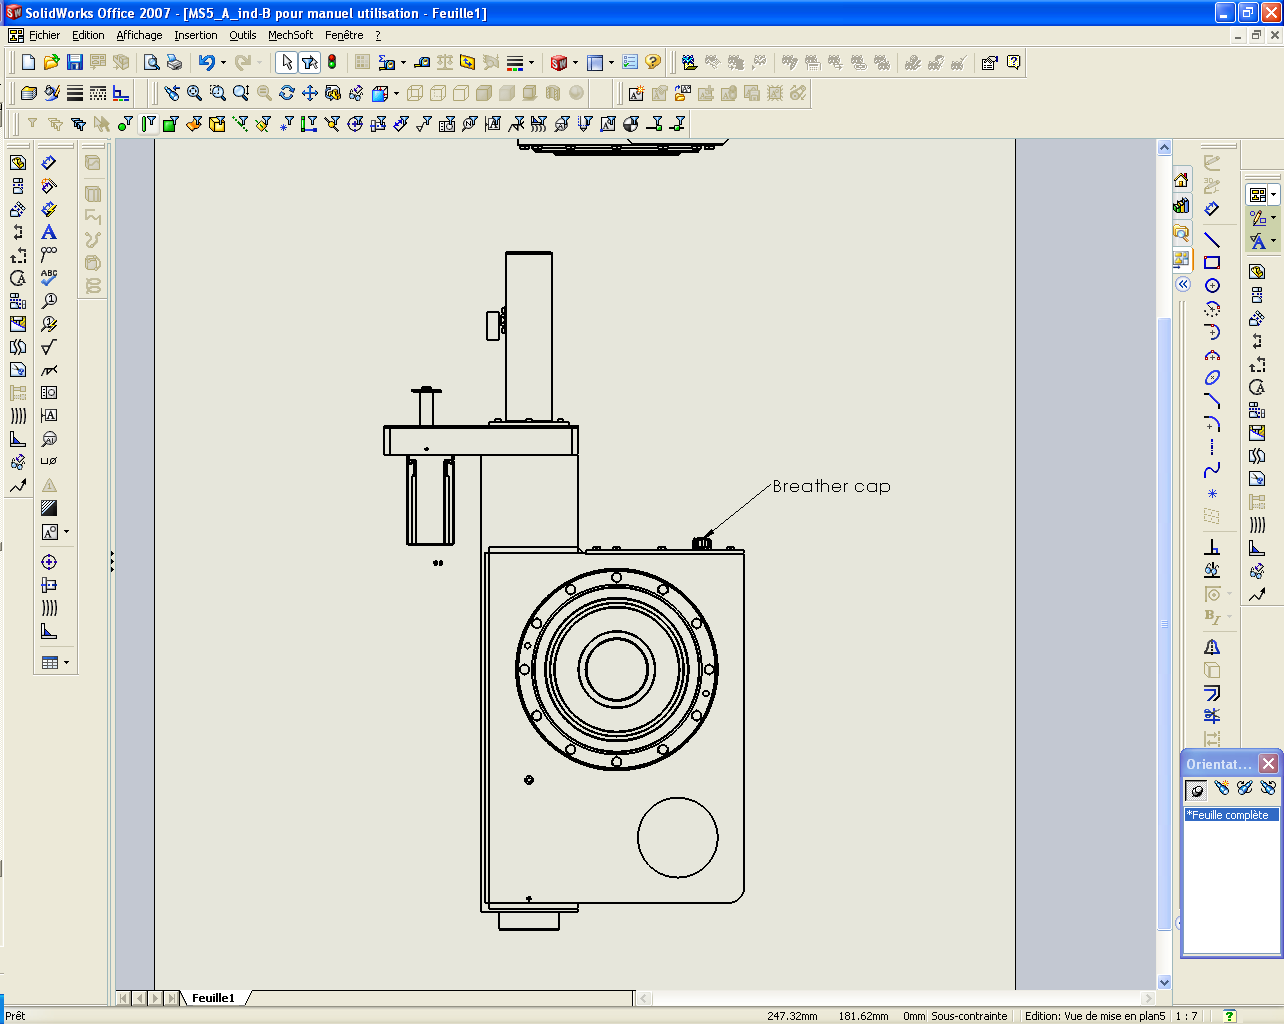 SolidWorks Office 2007 - [MS5_A_ind-B pour manuel utilisation - Feuille1]
Fichier Edition Affichage Insertion Outils MechSoft Fenêtre ?
Breather cap
Orientat...
*Feuille complète
Feuille1
Prêt 247.32mm 181.62mm 0mm Sous-contrainte Edition: Vue de mise en plan5 1 : 7